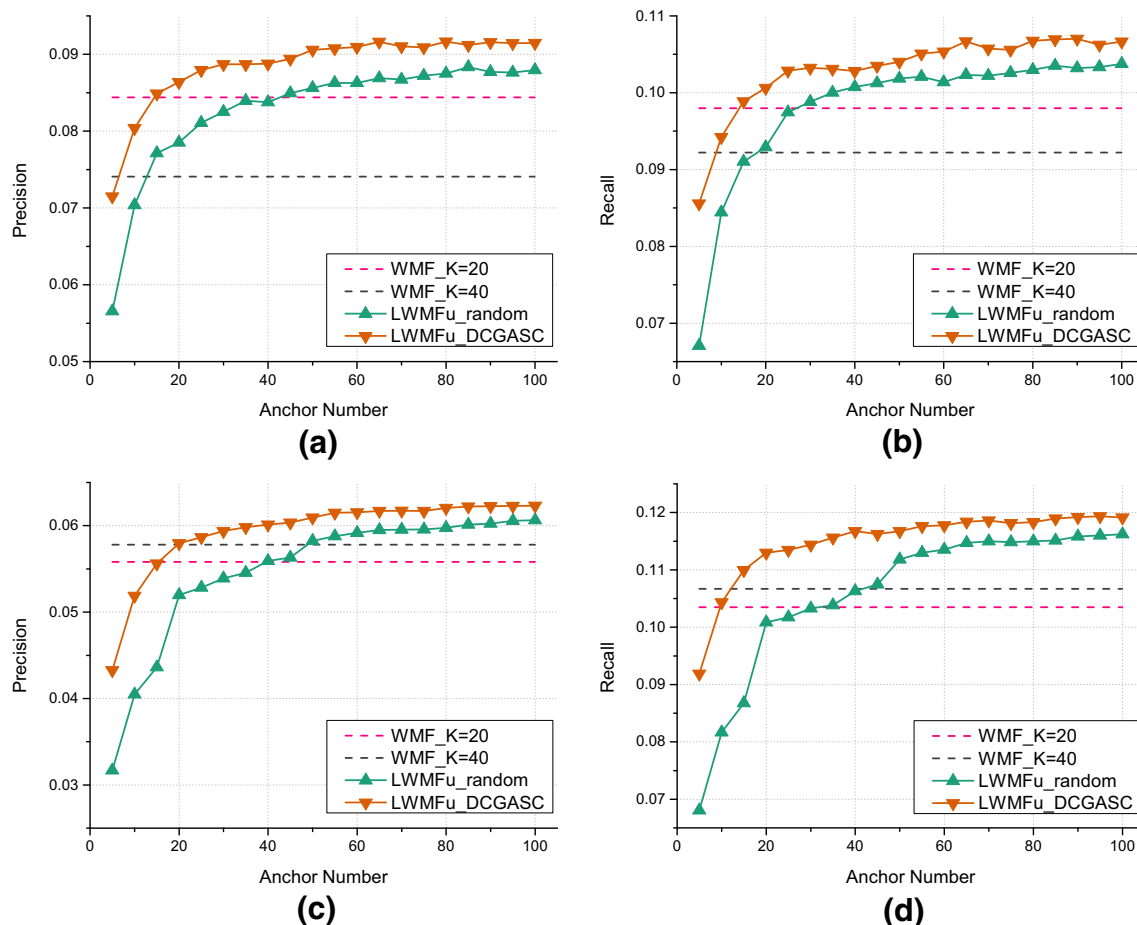 0.09
0.08
0.07
0.06
0.05
Precision
0 20 40 60 80 100
Anchor Number
WMF_K=20
WMF_K=40
LWMFu_random
LWMFu_DCGASC
(a)
0.11
0.10
0.09
0.08
0.07
Recall
0 20 40 60 80 100
Anchor Number
WMF_K=20
WMF_K=40
LWMFu_random
LWMFu_DCGASC
(b)
0.06
0.05
0.04
0.03
Precision
0 20 40 60 80 100
Anchor Number
WMF_K=20
WMF_K=40
LWMFu_random
LWMFu_DCGASC
(c)
0.12
0.11
0.10
0.09
0.08
0.07
Recall
0 20 40 60 80 100
Anchor Number
WMF_K=20
WMF_K=40
LWMFu_random
LWMFu_DCGASC
(d)